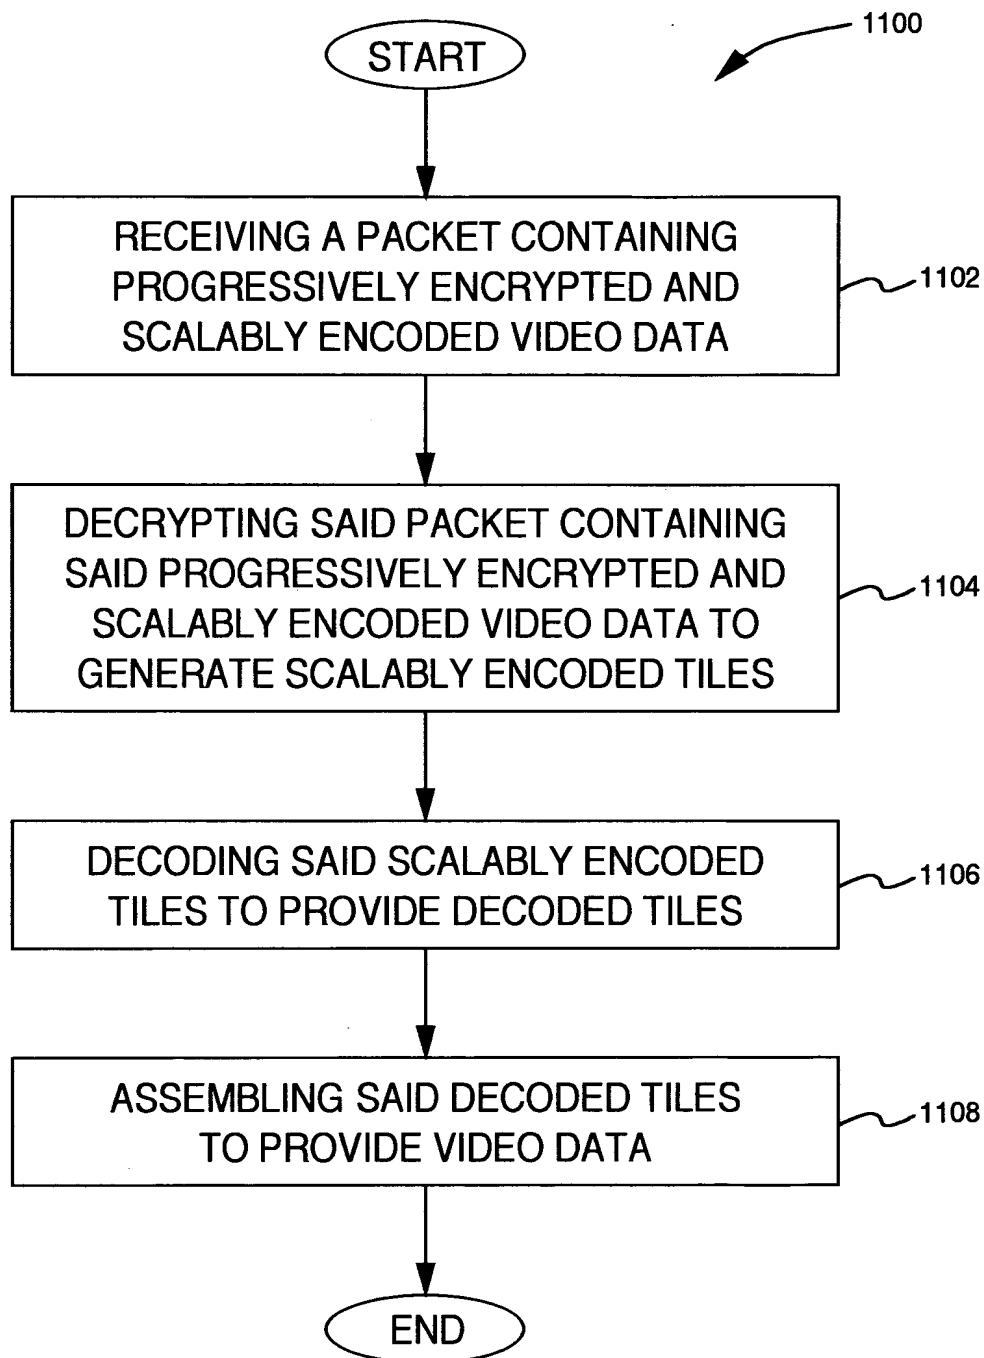 1100
START
RECEIVING A PACKET CONTAINING
PROGRESSIVELY ENCRYPTED AND
SCALABLY ENCODED VIDEO DATA
1102
DECRYPTING SAID PACKET CONTAINING
SAID PROGRESSIVELY ENCRYPTED AND
SCALABLY ENCODED VIDEO DATA TO
GENERATE SCALABLY ENCODED TILES
1104
DECODING SAID SCALABLY ENCODED
TILES TO PROVIDE DECODED TILES
1106
ASSEMBLING SAID DECODED TILES
TO PROVIDE VIDEO DATA
1108
END